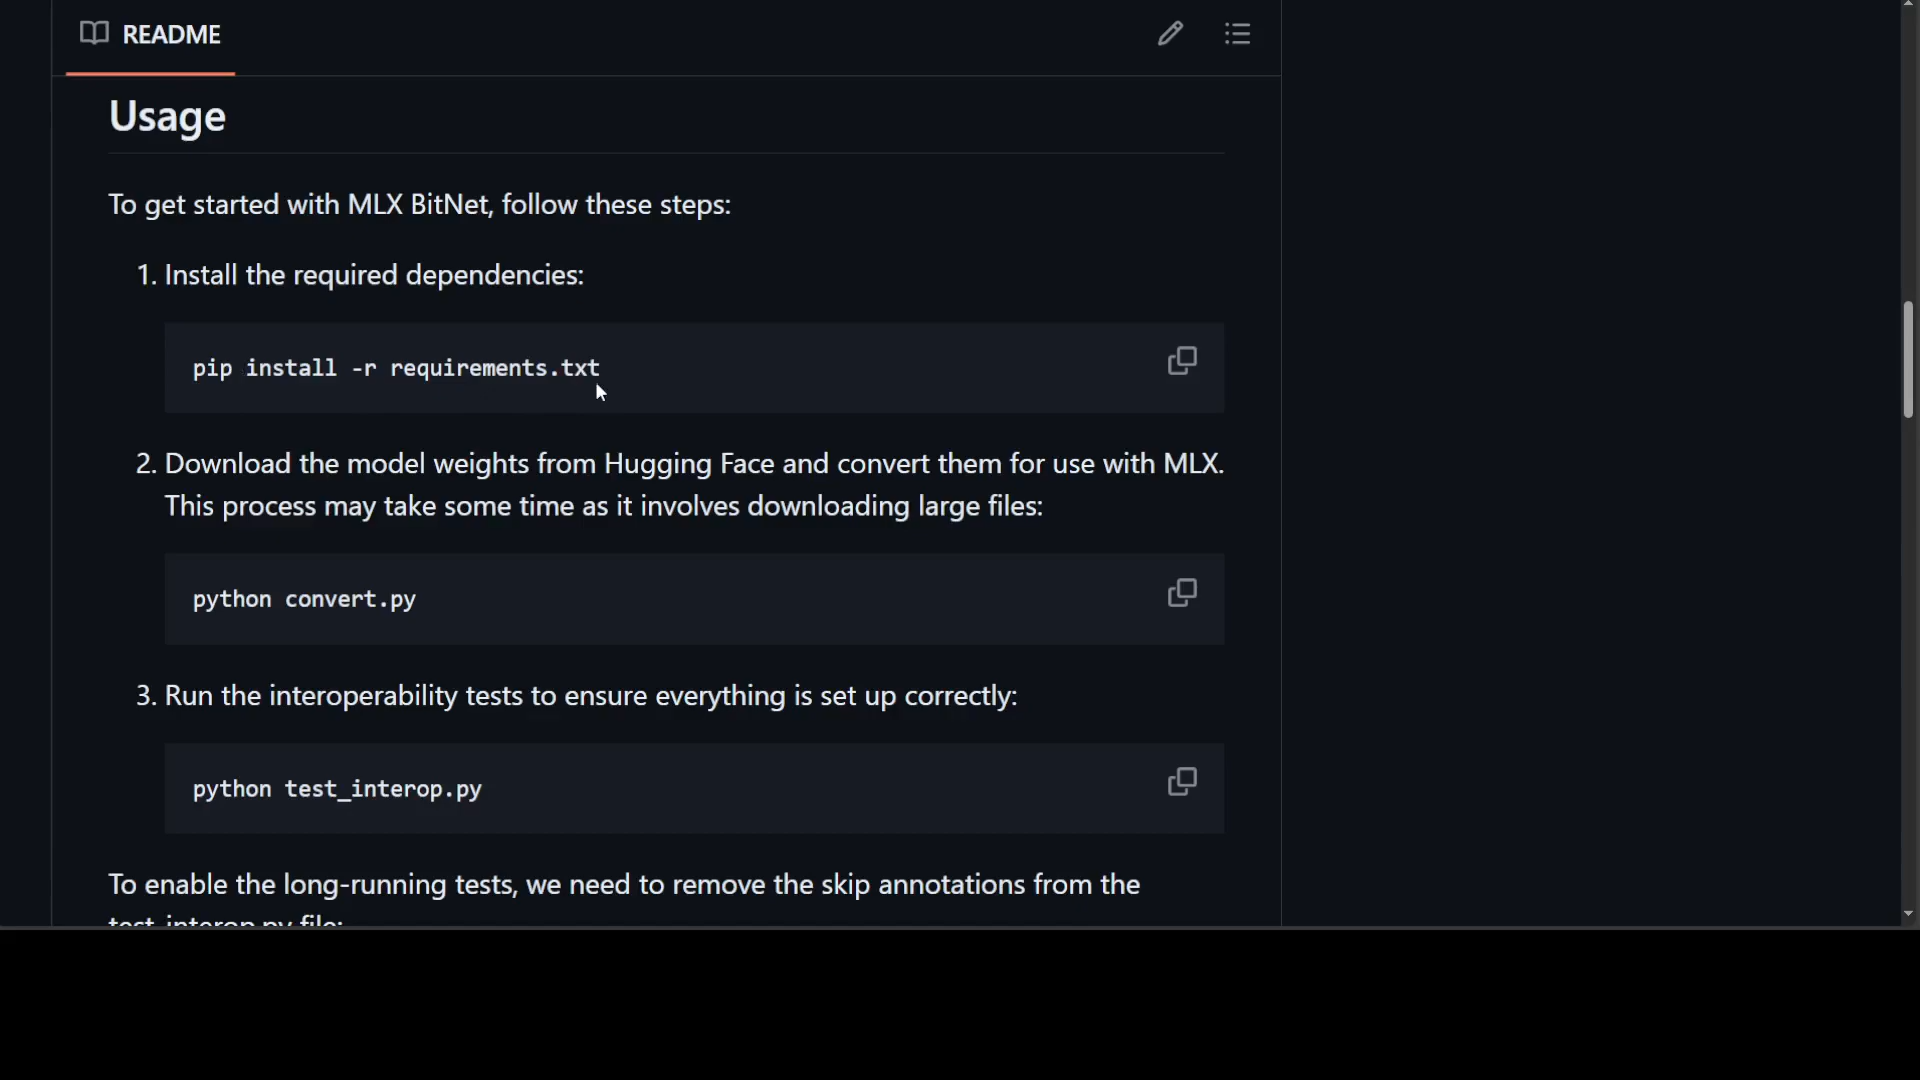 README
Usage
To get started with MLX BitNet, follow these steps:
1. Install the required dependencies:
pip install -r requirements.txt
2. Download the model weights from Hugging Face and convert them for use with MLX.
This process may take some time as it involves downloading large files:
python convert.py
3. Run the interoperability tests to ensure everything is set up correctly:
python test_interop.py
To enable the long-running tests, we need to remove the skip annotations from the
test_interop.py file: